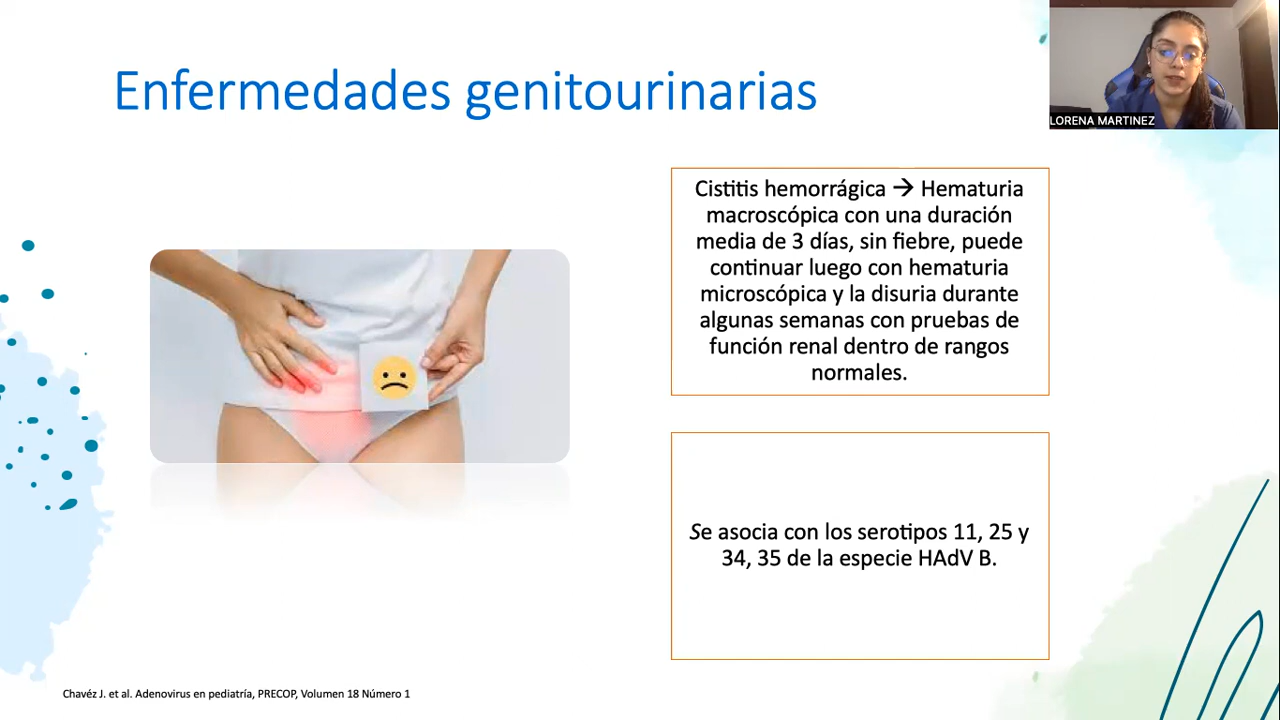 Enfermedades genitourinarias
LORENA MARTINEZ
Cistitis hemorrágica → Hematuria
macroscópica con una duración
media de 3 días, sin fiebre, puede
continuar luego con hematuria
microscópica y la disuria durante
algunas semanas con pruebas de
función renal dentro de rangos
normales.
Se asocia con los serotipos 11, 25 y
34, 35 de la especie HAdV B.
Chavéz J. et al. Adenovirus en pediatría, PRECOP, Volumen 18 Número 1